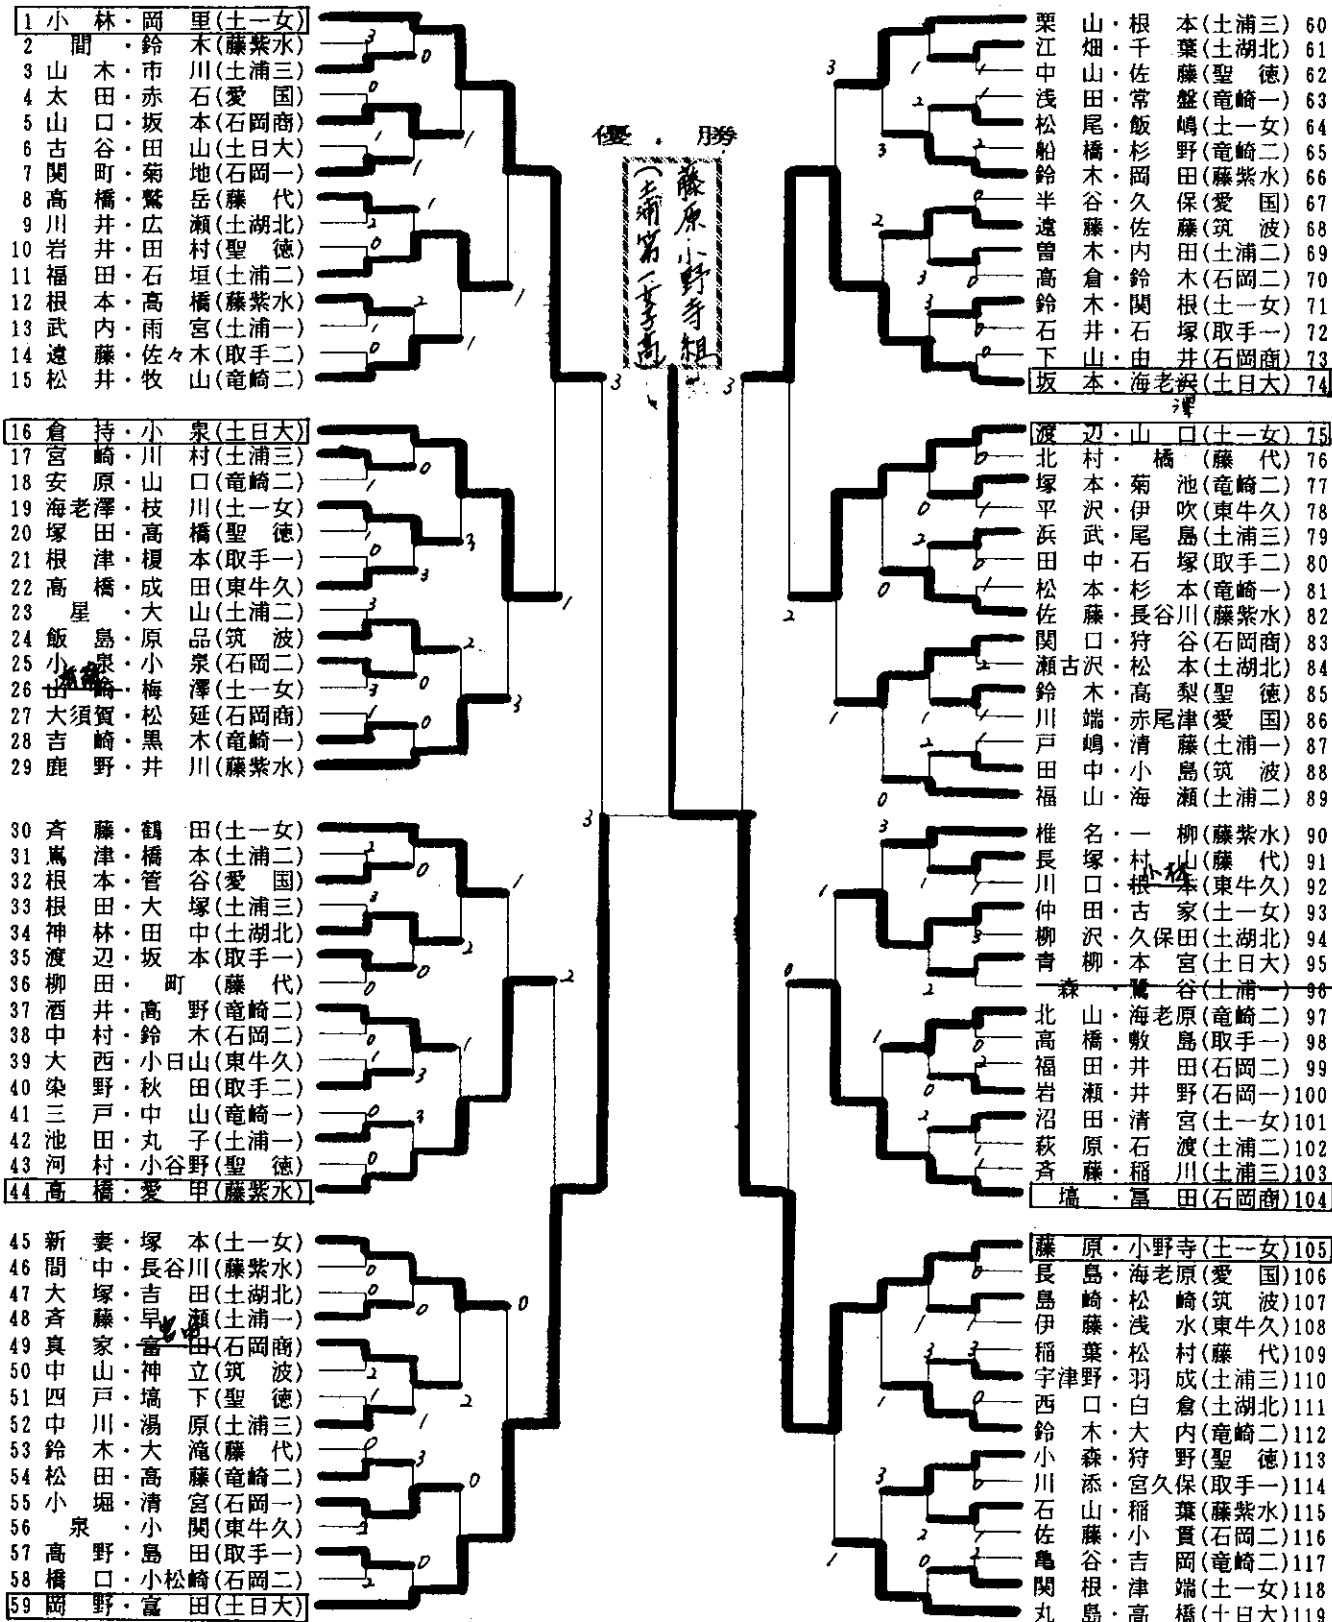 1 小林・岡里(土一女)
2 間・鈴木(藤紫水)
3 山木・市川(土浦三)
4 太田・赤石(愛国)
5 山口・坂本(石岡商)
6 古谷・田山(土日大)
7 関町・菊地(石岡一)
8 高橋・鷲岳(藤代)
9 川井・広瀬(土湖北)
10 岩井・田村(聖徳)
11 福田・石垣(土浦二)
12 根本・高橋(藤紫水)
13 武内・雨宮(土浦一)
14 遠藤・佐々木(取手二)
15 松井・牧山(竜崎二)
16 倉持・小泉(土日大)
17 宮崎・川村(土浦三)
18 安原・山口(竜崎二)
19 海老澤・枝川(土一女)
20 塚田・高橋(聖徳)
21 根津・榎本(取手一)
22 高橋・成田(東牛久)
23 星・大山(土浦二)
24 飯島・原品(筑波)
25 小泉・小泉(石岡二)
26 山崎・梅澤(土一女)
27 大須賀・松延(石岡商)
28 吉崎・黒木(竜崎一)
29 鹿野・井川(藤紫水)
30 斉藤・鶴田(土一女)
31 嶌津・橋本(土浦二)
32 根本・管谷(愛国)
33 根田・大塚(土浦三)
34 神林・田中(土湖北)
35 渡辺・坂本(取手一)
36 柳田・町(藤代)
37 酒井・高野(竜崎二)
38 中村・鈴木(石岡二)
39 大西・小日山(東牛久)
40 染野・秋田(取手二)
41 三戸・中山(竜崎一)
42 池田・丸子(土浦一)
43 河村・小谷野(聖徳)
44 高橋・愛甲(藤紫水)
45 新妻・塚本(土一女)
46 間中・長谷川(藤紫水)
47 大塚・吉田(土湖北)
48 斉藤・早瀬(土浦一)
49 真家・富田(石岡商)
50 中山・神立(筑波)
51 四戸・塙下(聖徳)
52 中川・湯原(土浦三)
53 鈴木・大滝(藤代)
54 松田・高藤(竜崎二)
55 小堀・清宮(石岡一)
56 泉・小関(東牛久)
57 高野・島田(取手一)
58 橋口・小松崎(石岡二)
59 岡野・富田(土日大)
優・勝
藤原・小野寺組
(土浦第一女子高)
栗山・根本(土浦三) 60
江畑・千葉(土湖北) 61
中山・佐藤(聖徳) 62
浅田・常盤(竜崎一) 63
松尾・飯嶋(土一女) 64
船橋・杉野(竜崎二) 65
鈴木・岡田(藤紫水) 66
半谷・久保(愛国) 67
遠藤・佐藤(筑波) 68
曽木・内田(土浦二) 69
高倉・鈴木(石岡二) 70
鈴木・関根(土一女) 71
石井・石塚(取手一) 72
下山・由井(石岡商) 73
坂本・海老沢(土日大) 74
澤
渡辺・山口(土一女) 75
北村・橘(藤代) 76
塚本・菊池(竜崎二) 77
平沢・伊吹(東牛久) 78
浜武・尾島(土浦三) 79
田中・石塚(取手二) 80
松本・杉本(竜崎一) 81
佐藤・長谷川(藤紫水) 82
関口・狩谷(石岡商) 83
瀬古沢・松本(土湖北) 84
鈴木・高梨(聖徳) 85
川端・赤尾津(愛国) 86
戸嶋・清藤(土浦一) 87
田中・小島(筑波) 88
福山・海瀬(土浦二) 89
椎名・一柳(藤紫水) 90
長塚・村山(藤代) 91
小林
川口・根本(東牛久) 92
仲田・古家(土一女) 93
柳沢・久保田(土湖北) 94
青柳・本宮(土日大) 95
森・鷺谷(土浦一) 96
北山・海老原(竜崎二) 97
高橋・敷島(取手一) 98
福田・井田(石岡二) 99
岩瀬・井野(石岡一)100
沼田・清宮(土一女)101
萩原・石渡(土浦二)102
斉藤・稲川(土浦三)103
塙・冨田(石岡商)104
藤原・小野寺(土一女)105
長島・海老原(愛国)106
島崎・松崎(筑波)107
伊藤・浅水(東牛久)108
稲葉・松村(藤代)109
宇津野・羽成(土浦三)110
西口・白倉(土湖北)111
鈴木・大内(竜崎二)112
小森・狩野(聖徳)113
川添・宮久保(取手一)114
石山・稲葉(藤紫水)115
佐藤・小貫(石岡二)116
亀谷・吉岡(竜崎二)117
関根・津端(土一女)118
丸島・高橋(土日大)119